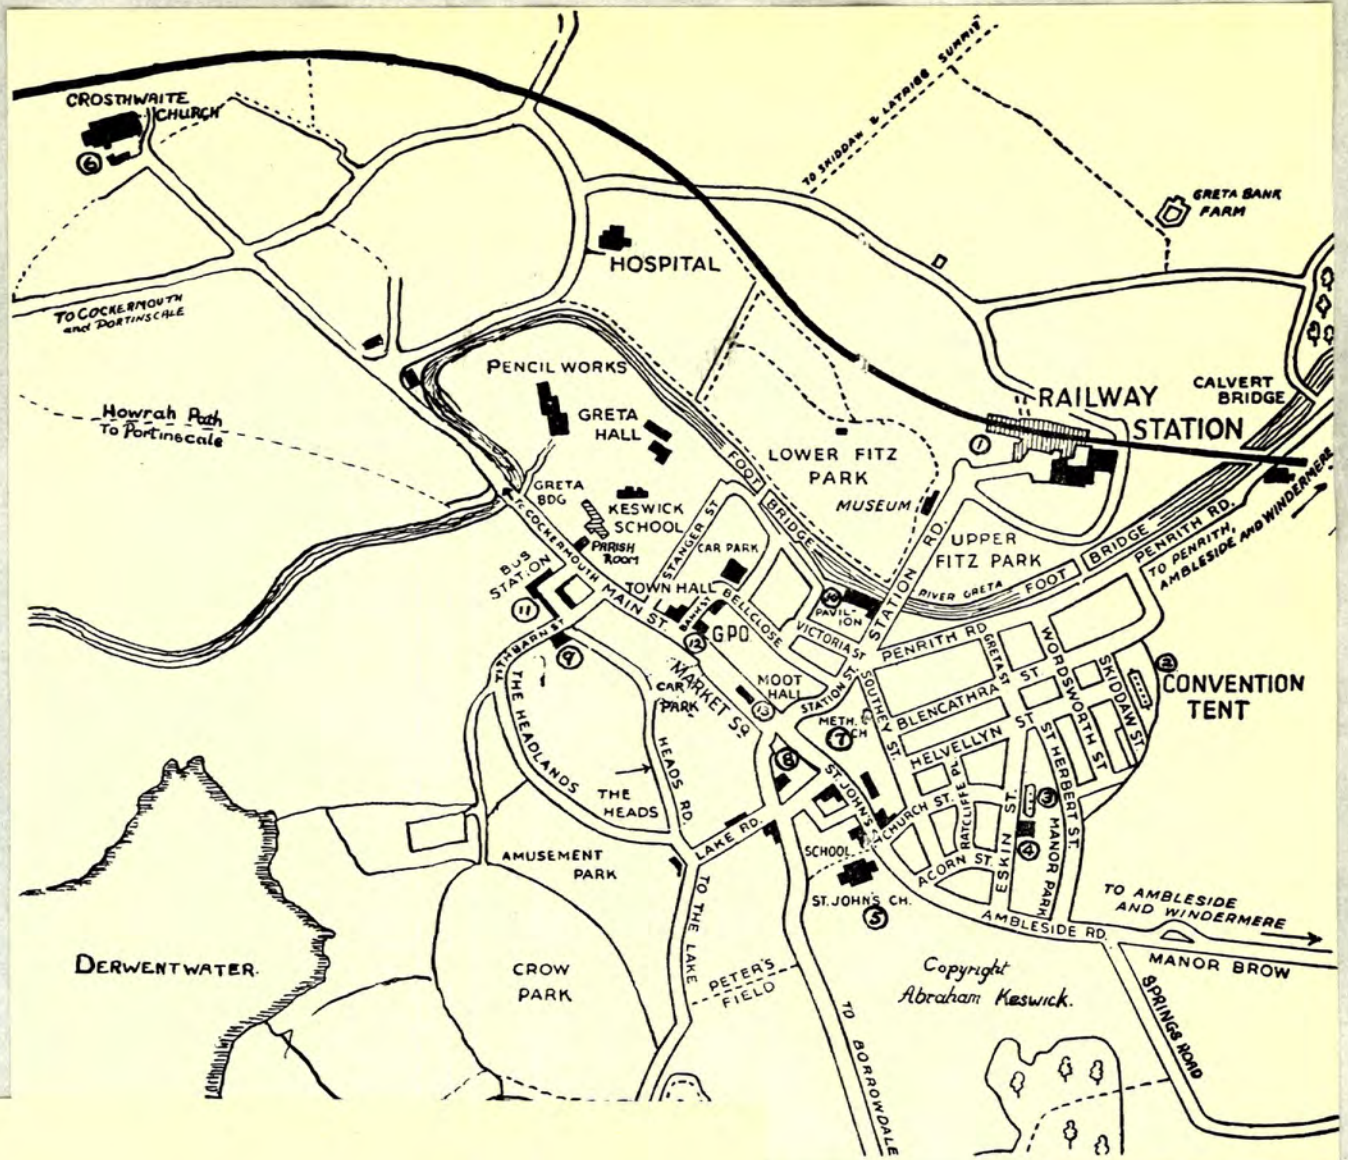 CROSTHWAITE
CHURCH
6
TO SKIDDAW & LATRIGG SUMMIT
GRETA BANK
FARM
HOSPITAL
TO COCKERMOUTH
and PORTINSCALE
PENCIL WORKS
GRETA
HALL
Howrah Path
To Portinscale
RAILWAY
STATION
1
CALVERT
BRIDGE
LOWER FITZ
PARK
MUSEUM
FOOT
BRIDGE
GRETA
BDG
KESWICK
SCHOOL
PARISH
ROOM
STANGER ST
CAR PARK
UPPER
FITZ PARK
STATION RD.
FOOT
BRIDGE
PENRITH RD.
TO PENRITH,
AMBLESIDE AND WINDERMERE
RIVER GRETA
To COCKERMOUTH
BUS
STATION
11
MAIN ST.
TOWN HALL
BANK ST
BELLCLOSE
12
GPO
10
PAVIL-
ION
VICTORIA ST
PENRITH RD
GRETA ST
WORDSWORTH ST
SKIDDAW ST.
2
CONVENTION
TENT
TITHBARN ST
9
THE HEADLANDS
CAR
PARK
MARKET SQ
MOOT
HALL
13
STATION ST.
SOUTHEY ST.
BLENCATHRA ST
HELVELLYN ST
METH.
CH
7
8
ST. JOHN'S
ST HERBERT ST.
3
MANOR PARK
4
ESKIN ST.
RATCLIFFE PL
CHURCH ST.
ACORN ST.
THE
HEADS
HEADS RD.
LAKE RD.
SCHOOL
ST. JOHN'S CH.
5
AMUSEMENT
PARK
TO THE LAKE
AMBLESIDE RD.
TO AMBLESIDE
AND WINDERMERE
MANOR BROW
DERWENTWATER.
CROW
PARK
PETER'S
FIELD
Copyright
Abraham Keswick.
SPRINGS ROAD
TO BORROWDALE